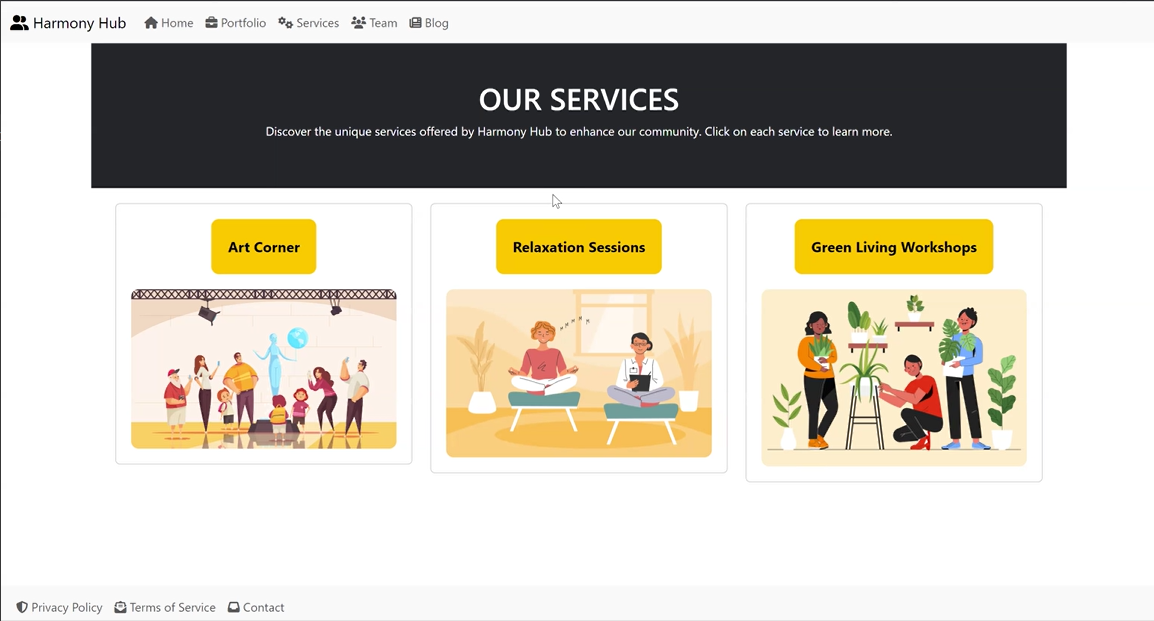 Harmony Hub Home Portfolio Services Team Blog
OUR SERVICES
Discover the unique services offered by Harmony Hub to enhance our community. Click on each service to learn more.
Art Corner
Relaxation Sessions
Green Living Workshops
Privacy Policy Terms of Service Contact